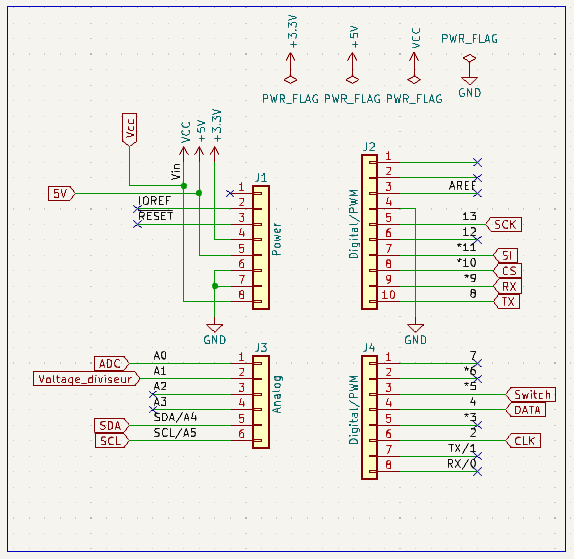 +3.3V
+5V
VCC
PWR_FLAG
PWR_FLAG
PWR_FLAG
PWR_FLAG
GND
Vcc
VCC
+5V
+3.3V
Vin
5V
IOREF
RESET
J1
Power
1
2
3
4
5
6
7
8
GND
J2
Digital/PWM
1
2
3
4
5
6
7
8
9
10
AREF
13
SCK
12
*11
SI
*10
CS
*9
RX
8
TX
GND
J3
Analog
ADC
A0
1
Voltage_diviseur
A1
2
A2
3
A3
4
SDA
SDA/A4
5
SCL
SCL/A5
6
J4
Digital/PWM
1
7
2
*6
3
*5
Switch
4
4
DATA
5
*3
6
2
CLK
7
TX/1
8
RX/0